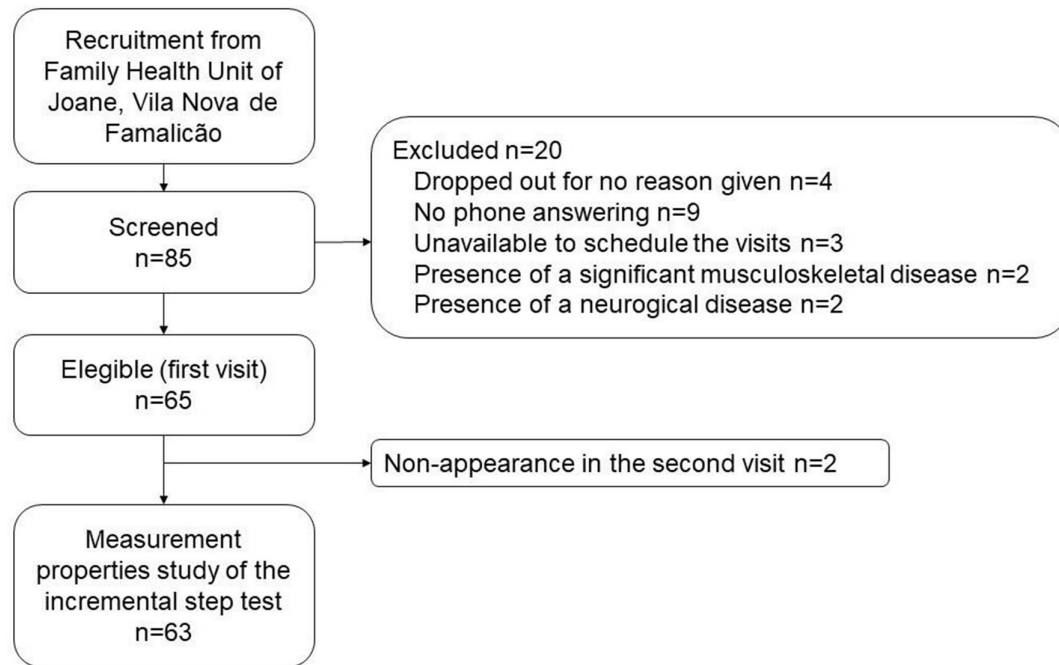 Recruitment from
Family Health Unit of
Joane, Vila Nova de
Famalicão
Screened
n=85
Excluded n=20
Dropped out for no reason given n=4
No phone answering n=9
Unavailable to schedule the visits n=3
Presence of a significant musculoskeletal disease n=2
Presence of a neurogical disease n=2
Elegible (first visit)
n=65
Non-appearance in the second visit n=2
Measurement
properties study of the
incremental step test
n=63